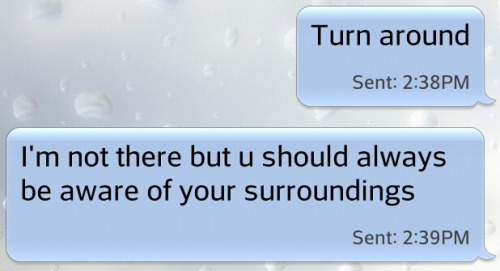 Turn around
Sent: 2:38PM
I'm not there but u should always
be aware of your surroundings
Sent: 2:39PM